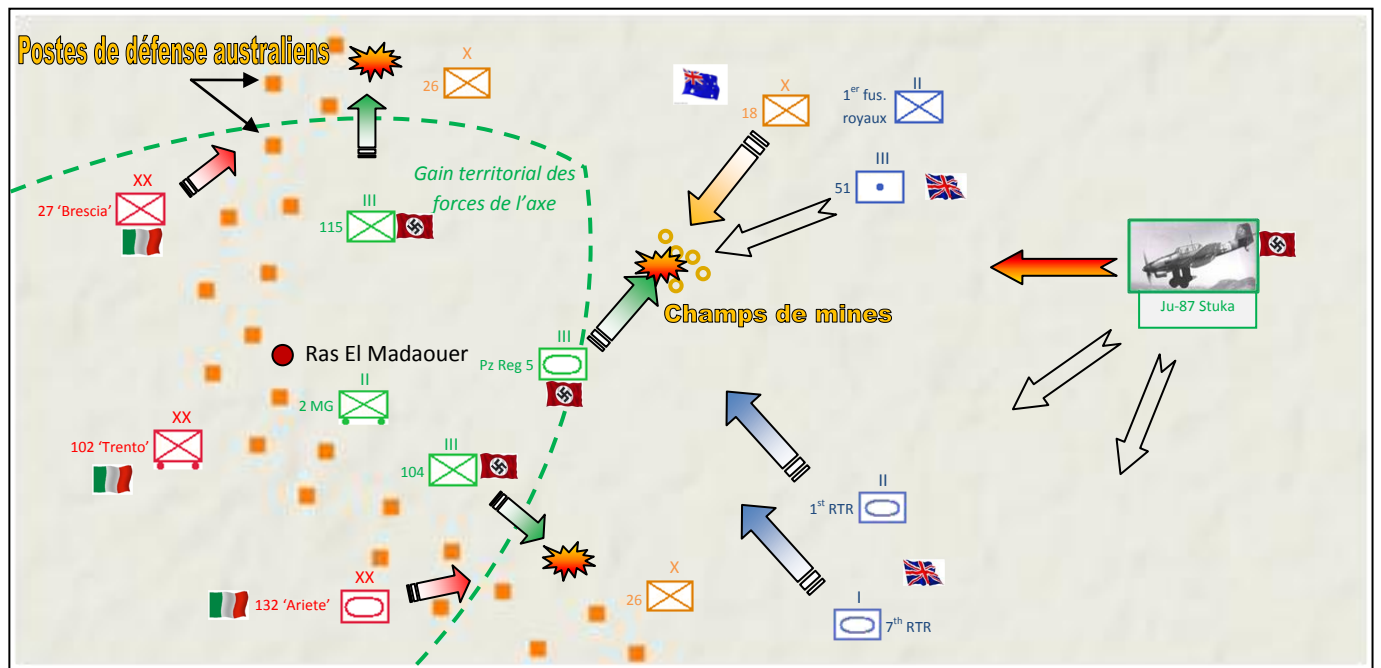 Postes de défense australiens
X
26
X
18
II
1er fus.
royaux
III
51
XX
27 ‘Brescia’
III
115
Gain territorial des
forces de l’axe
Ju-87 Stuka
Champs de mines
III
Pz Reg 5
Ras El Madaouer
II
2 MG
XX
102 ‘Trento’
III
104
II
1st RTR
XX
132 ‘Ariete’
X
26
I
7th RTR